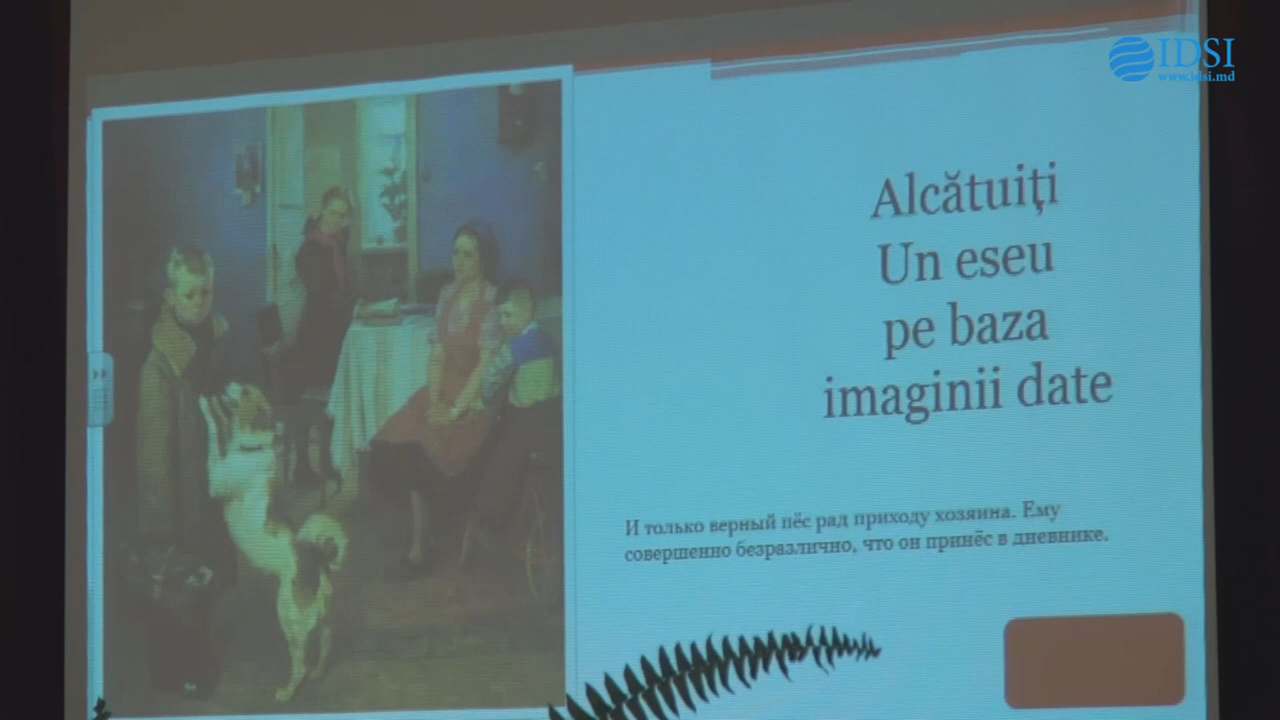 IDSI
www.idsi.md
Alcătuiţi
Un eseu
pe baza
imaginii date
И только верный пёс рад приходу хозяина. Ему
совершенно безразлично, что он принёс в дневнике.